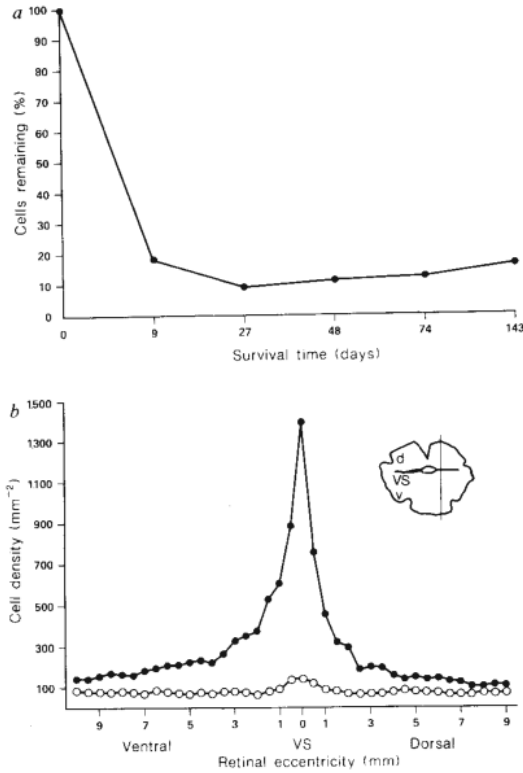 a
100
90
80
70
60
50
40
30
20
10
0
Cells remaining (%)
0 9 27 48 74 143
Survival time (days)
b
1500
1300
1100
900
700
500
300
100
Cell density (mm⁻²)
d
VS
v
9 7 5 3 1 0 1 3 5 7 9
Ventral VS Dorsal
Retinal eccentricity (mm)